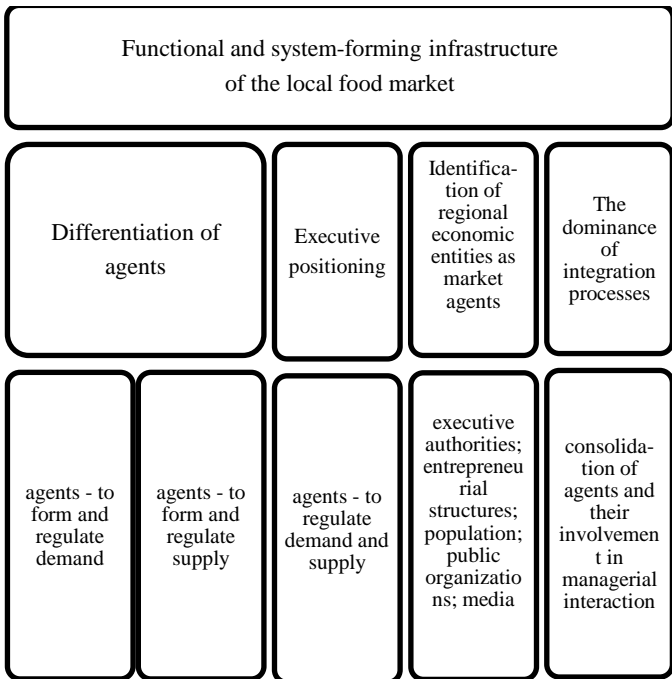 Functional and system-forming infrastructure
of the local food market
Differentiation of
agents
Executive
positioning
Identifica-
tion of
regional
economic
entities as
market
agents
The
dominance
of
integration
processes
agents - to
form and
regulate
demand
agents - to
form and
regulate
supply
agents - to
regulate
demand and
supply
executive
authorities;
entrepreneu
rial
structures;
population;
public
organizatio
ns; media
consolida-
tion of
agents and
their
involvemen
t in
managerial
interaction